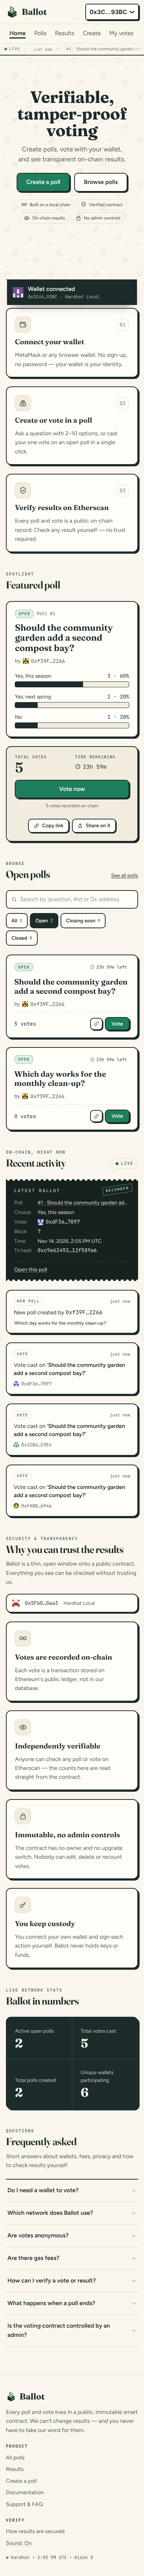 Ballot
0x3C...93BC
Home Polls Results Create My votes
LIVE just now #1 Should the community garden
Verifiable,
tamper-proof
voting
Create polls, vote with your wallet,
and see transparent on-chain results.
Create a poll
Browse polls
Built on a local chain
Verified contract
On-chain results
No admin controls
Wallet connected
0x3C44…93BC · Hardhat Local
01
Connect your wallet
MetaMask or any browser wallet. No sign-up,
no password — your wallet is your identity.
02
Create or vote in a poll
Ask a question with 2–10 options, or cast
your one vote on an open poll in a single
click.
03
Verify results on Etherscan
Every poll and vote is a public on-chain
record. Check any result yourself — no trust
required.
SPOTLIGHT
Featured poll
OPEN Poll #1
Should the community
garden add a second
compost bay?
by 0xf39F…2266
Yes, this season 3 · 60%
Yes, next spring 1 · 20%
No 1 · 20%
TOTAL VOTES
5
TIME REMAINING
23h 59m
Vote now
5 votes recorded on-chain
Copy link
Share on X
BROWSE
Open polls
See all polls
Search by question, #id or 0x address
All 2
Open 2
Closing soon 0
Closed 0
OPEN
23h 59m left
Should the community garden
add a second compost bay?
by 0xf39F…2266
5 votes
Vote
OPEN
23h 59m left
Which day works for the
monthly clean-up?
by 0xf39F…2266
0 votes
Vote
ON-CHAIN, RIGHT NOW
Recent activity
LIVE
LATEST BALLOT
RECORDED
Poll #1 · Should the community garden ad…
Choice Yes, this season
Voter 0xdF3e…7097
Block 7
Time Nov 14, 2026, 2:05 PM UTC
Tx hash 0xc9e62492…12f589a6
Open this poll
NEW POLL
just now
New poll created by 0xf39F…2266
'Which day works for the monthly clean-up?'
VOTE
just now
Vote cast on 'Should the community garden
add a second compost bay?'
0xdF3e…7097
VOTE
just now
Vote cast on 'Should the community garden
add a second compost bay?'
VOTE
just now
Vote cast on 'Should the community garden
add a second compost bay?'
SECURITY & TRANSPARENCY
Why you can trust the results
Ballot is a thin, open window onto a public contract.
Everything you see can be checked without trusting
us.
0x5FbD…0aa3 Hardhat Local
Votes are recorded on-chain
Each vote is a transaction stored on
Ethereum's public ledger, not in our
database.
Independently verifiable
Anyone can check any poll or vote on
Etherscan — the counts here are read
straight from the contract.
Immutable, no admin controls
The contract has no owner and no upgrade
switch. Nobody can edit, delete or recount
votes.
You keep custody
You connect your own wallet and sign each
action yourself. Ballot never holds keys or
funds.
LIVE NETWORK STATS
Ballot in numbers
Active open polls
2
Total votes cast
5
Total polls created
2
Unique wallets
participating
6
QUESTIONS
Frequently asked
Short answers about wallets, fees, privacy and how
to check results yourself.
Do I need a wallet to vote?
Which network does Ballot use?
Are votes anonymous?
Are there gas fees?
How can I verify a vote or result?
What happens when a poll ends?
Is the voting contract controlled by an
admin?
Ballot
Every poll and vote lives in a public, immutable smart
contract. We can't change results — and you never
have to take our word for them.
PRODUCT
All polls
Results
Create a poll
Documentation
Support & FAQ
VERIFY
How results are secured
Sound: On
Hardhat · 2:05 PM UTC · block 8